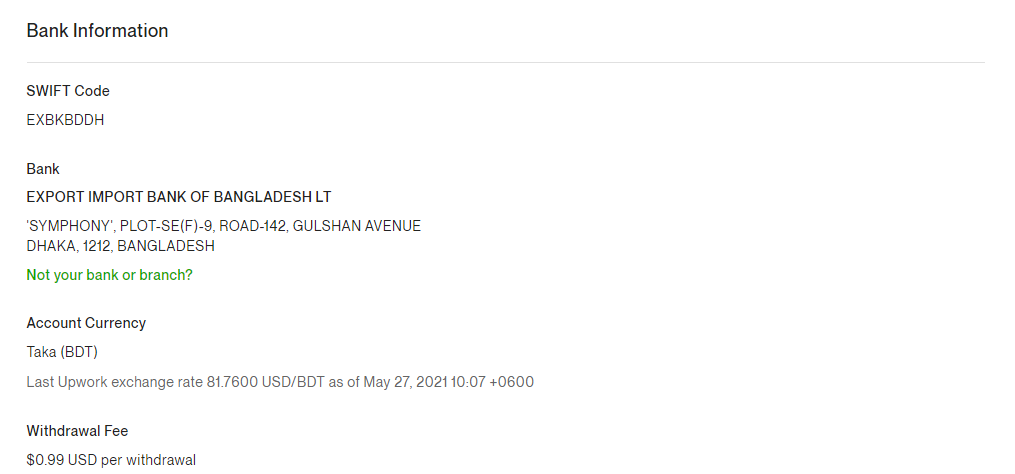 Bank Information
SWIFT Code
EXBKBDDH
Bank
EXPORT IMPORT BANK OF BANGLADESH LT
'SYMPHONY', PLOT-SE(F)-9, ROAD-142, GULSHAN AVENUE
DHAKA, 1212, BANGLADESH
Not your bank or branch?
Account Currency
Taka (BDT)
Last Upwork exchange rate 81.7600 USD/BDT as of May 27, 2021 10:07 +0600
Withdrawal Fee
$0.99 USD per withdrawal